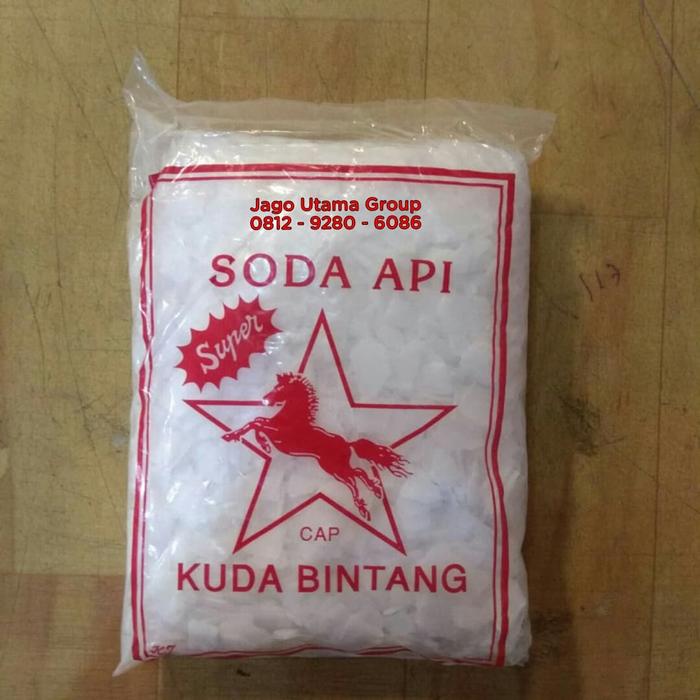 Jago Utama Group
0812 - 9280 - 6086
SODA API
Super
CAP
KUDA BINTANG